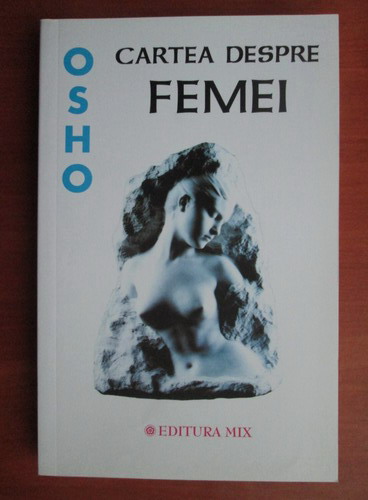 OSHO
CARTEA DESPRE
FEMEI
EDITURA MIX